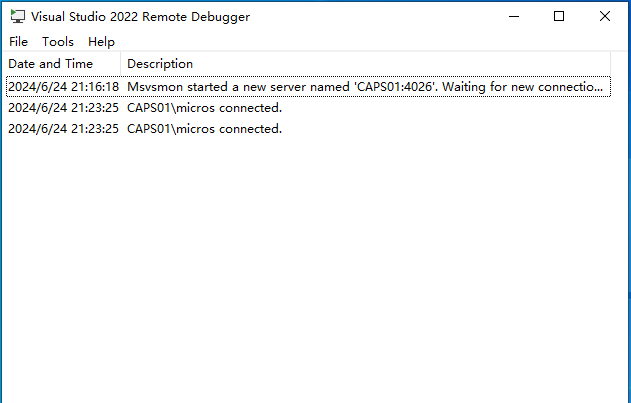 Visual Studio 2022 Remote Debugger
File Tools Help
Date and Time Description
2024/6/24 21:16:18 Msvsmon started a new server named 'CAPS01:4026'. Waiting for new connectio...
2024/6/24 21:23:25 CAPS01\micros connected.
2024/6/24 21:23:25 CAPS01\micros connected.